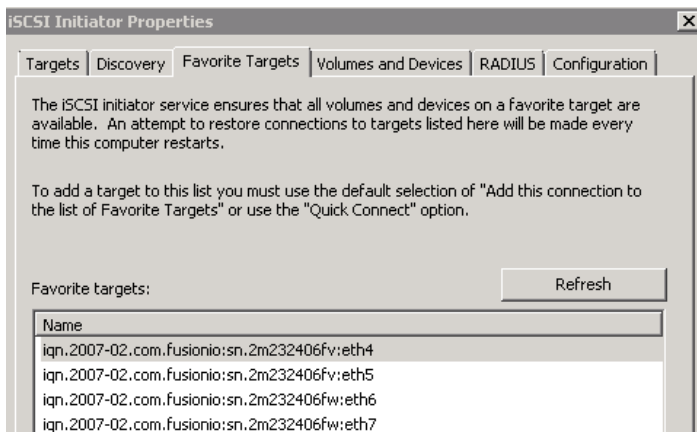 iSCSI Initiator Properties
Targets Discovery Favorite Targets Volumes and Devices RADIUS Configuration
The iSCSI initiator service ensures that all volumes and devices on a favorite target are
available. An attempt to restore connections to targets listed here will be made every
time this computer restarts.
To add a target to this list you must use the default selection of "Add this connection to
the list of Favorite Targets" or use the "Quick Connect" option.
Refresh
Favorite targets:
Name
iqn.2007-02.com.fusionio:sn.2m232406fv:eth4
iqn.2007-02.com.fusionio:sn.2m232406fv:eth5
iqn.2007-02.com.fusionio:sn.2m232406fw:eth6
iqn.2007-02.com.fusionio:sn.2m232406fw:eth7